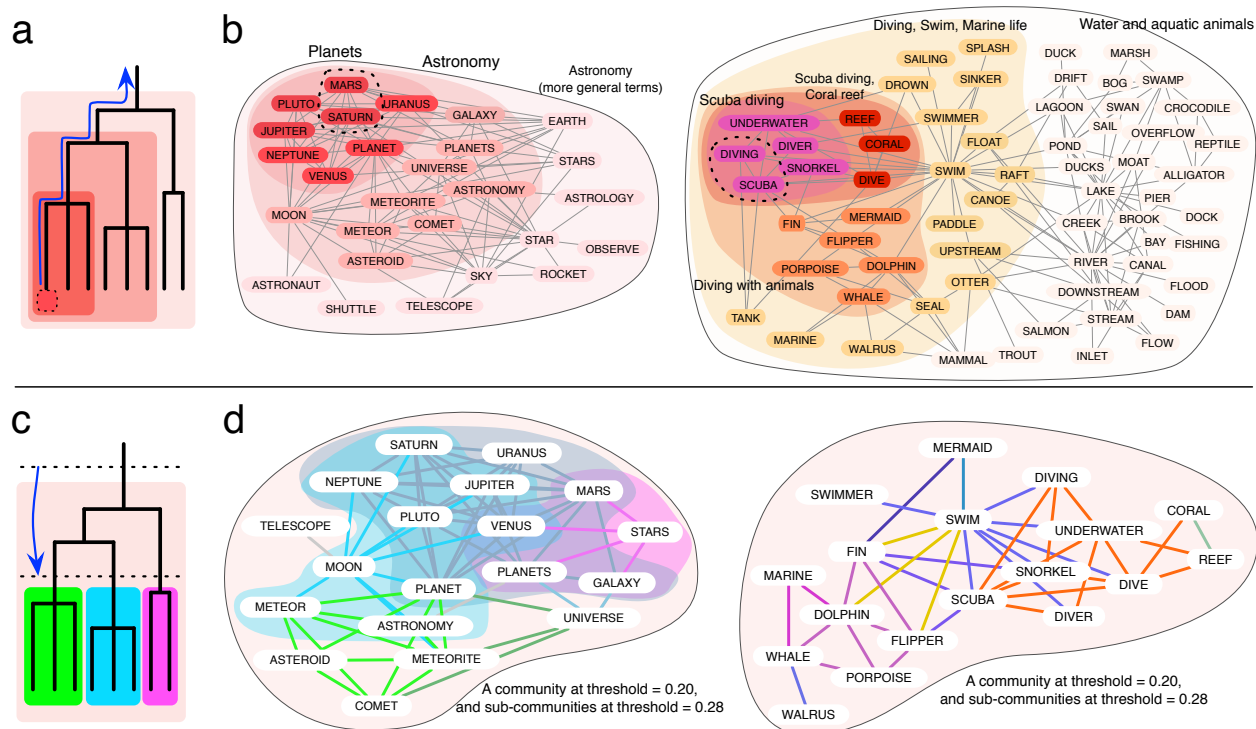 a
b
Planets
Astronomy
Astronomy
(more general terms)
MARS
PLUTO
URANUS
SATURN
GALAXY
EARTH
JUPITER
NEPTUNE
PLANET
PLANETS
STARS
UNIVERSE
VENUS
ASTRONOMY
ASTROLOGY
METEORITE
MOON
COMET
METEOR
STAR
OBSERVE
ASTEROID
SKY
ROCKET
ASTRONAUT
SHUTTLE
TELESCOPE
Diving, Swim, Marine life
Water and aquatic animals
Scuba diving,
Coral reef
Scuba diving
Diving with animals
SPLASH
SAILING
SINKER
DROWN
UNDERWATER
REEF
SWIMMER
DIVING
DIVER
CORAL
FLOAT
SNORKEL
SCUBA
DIVE
SWIM
RAFT
CANOE
FIN
MERMAID
PADDLE
FLIPPER
UPSTREAM
PORPOISE
DOLPHIN
OTTER
WHALE
SEAL
TANK
MARINE
WALRUS
MAMMAL
DUCK
MARSH
DRIFT
BOG
SWAMP
LAGOON
SWAN
CROCODILE
SAIL
OVERFLOW
POND
REPTILE
DUCKS
MOAT
ALLIGATOR
LAKE
PIER
CREEK
BROOK
DOCK
BAY
FISHING
RIVER
CANAL
DOWNSTREAM
FLOOD
STREAM
DAM
SALMON
FLOW
TROUT
INLET
c
d
SATURN
URANUS
NEPTUNE
JUPITER
MARS
TELESCOPE
PLUTO
VENUS
STARS
MOON
PLANETS
GALAXY
PLANET
METEOR
ASTRONOMY
UNIVERSE
ASTEROID
METEORITE
COMET
A community at threshold = 0.20,
and sub-communities at threshold = 0.28
MERMAID
SWIMMER
DIVING
SWIM
CORAL
UNDERWATER
FIN
REEF
MARINE
SNORKEL
DIVE
SCUBA
DOLPHIN
DIVER
FLIPPER
WHALE
PORPOISE
WALRUS
A community at threshold = 0.20,
and sub-communities at threshold = 0.28